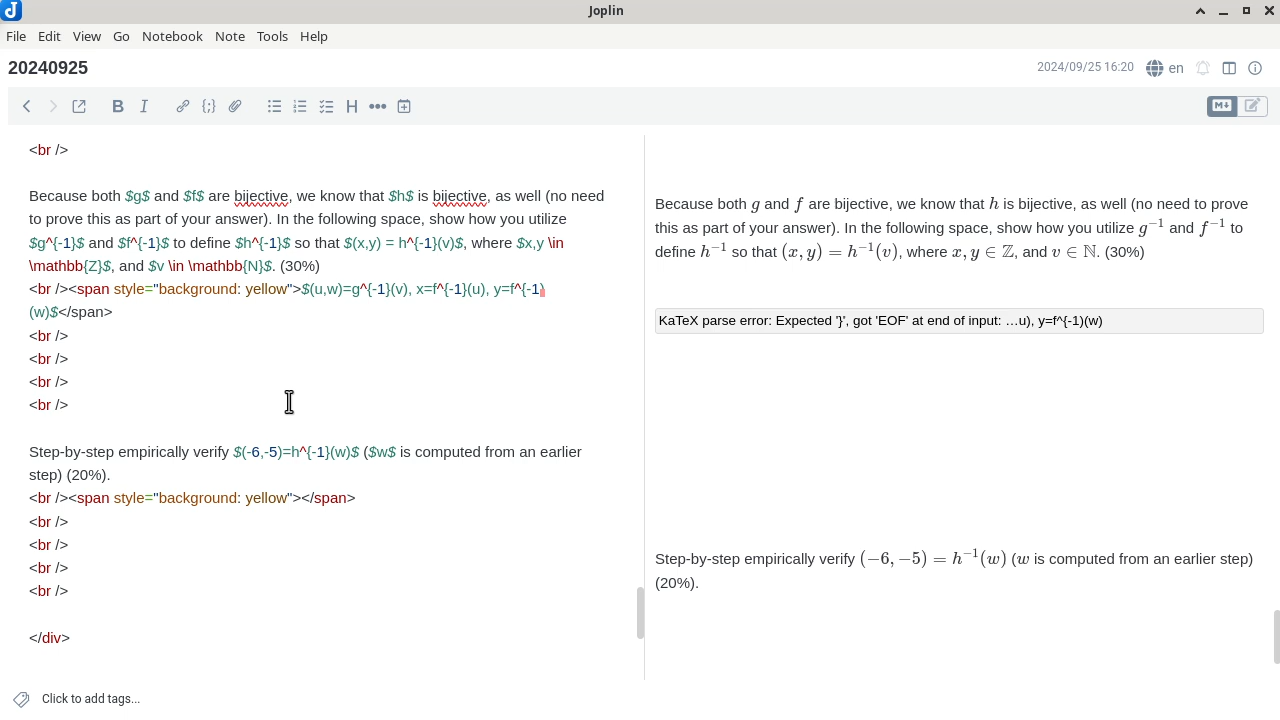 Joplin
File Edit View Go Notebook Note Tools Help
20240925
2024/09/25 16:20 en
B I {;} H M
<br />
Because both $g$ and $f$ are bijective, we know that $h$ is bijective, as well (no need
to prove this as part of your answer). In the following space, show how you utilize
$g^{-1}$ and $f^{-1}$ to define $h^{-1}$ so that $(x,y) = h^{-1}(v)$, where $x,y \in
\mathbb{Z}$, and $v \in \mathbb{N}$. (30%)
<br /><span style="background: yellow">$(u,w)=g^{-1}(v), x=f^{-1}(u), y=f^{-1)
(w)$</span>
<br />
<br />
<br />
<br />
Step-by-step empirically verify $(-6,-5)=h^{-1}(w)$ ($w$ is computed from an earlier
step) (20%).
<br /><span style="background: yellow"></span>
<br />
<br />
<br />
<br />
</div>
Because both g and f are bijective, we know that h is bijective, as well (no need to prove
this as part of your answer). In the following space, show how you utilize g⁻¹ and f⁻¹ to
define h⁻¹ so that (x, y) = h⁻¹(v), where x, y ∈ ℤ, and v ∈ ℕ. (30%)
KaTeX parse error: Expected '}', got 'EOF' at end of input: …u), y=f^{-1)(w)
Step-by-step empirically verify (−6, −5) = h⁻¹(w) (w is computed from an earlier step)
(20%).
Click to add tags...